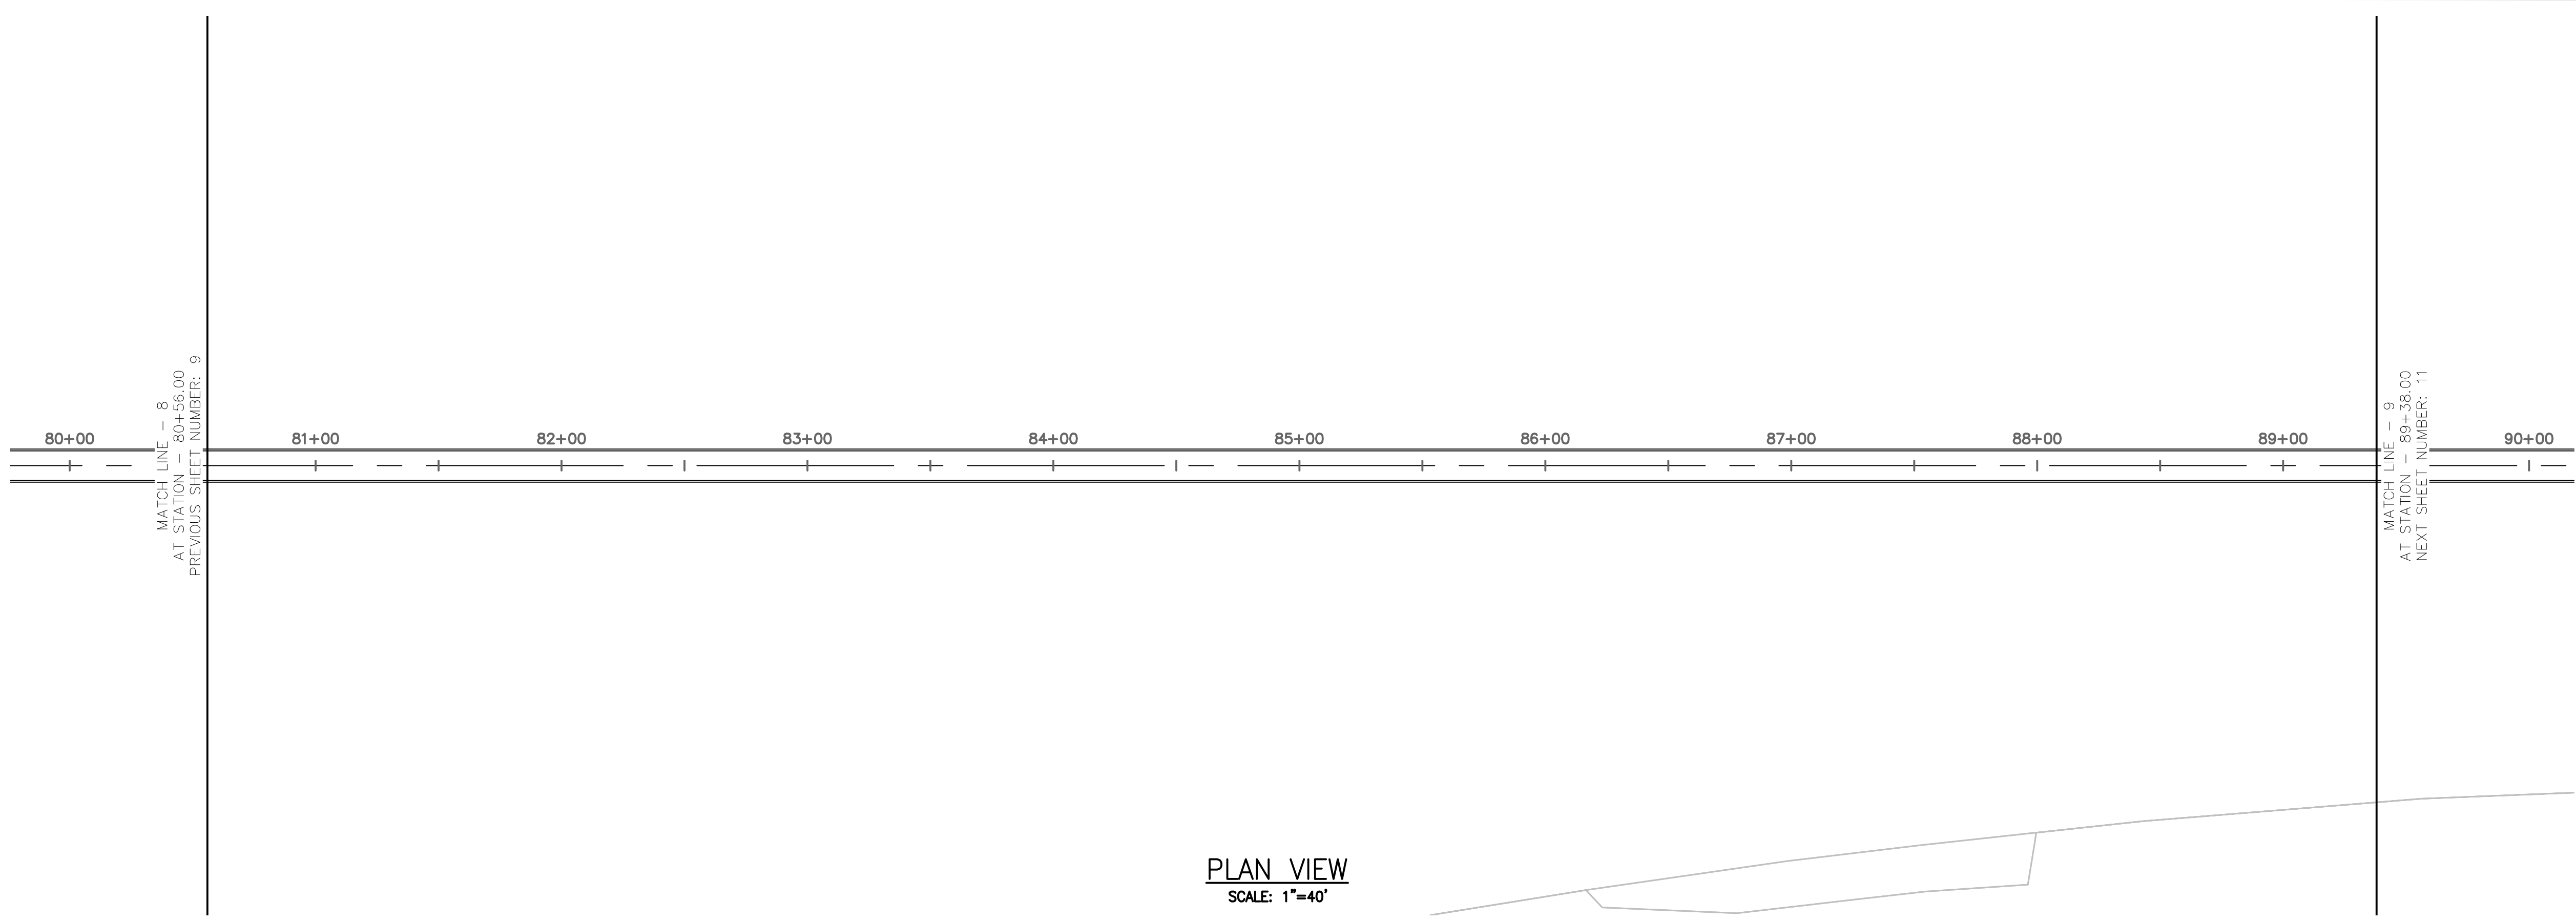 MATCH LINE - 8
AT STATION - 80+56.00
PREVIOUS SHEET NUMBER: 9
80+00
81+00
82+00
83+00
84+00
85+00
86+00
87+00
88+00
89+00
90+00
MATCH LINE - 9
AT STATION - 89+38.00
NEXT SHEET NUMBER: 11
PLAN VIEW
SCALE: 1"=40'